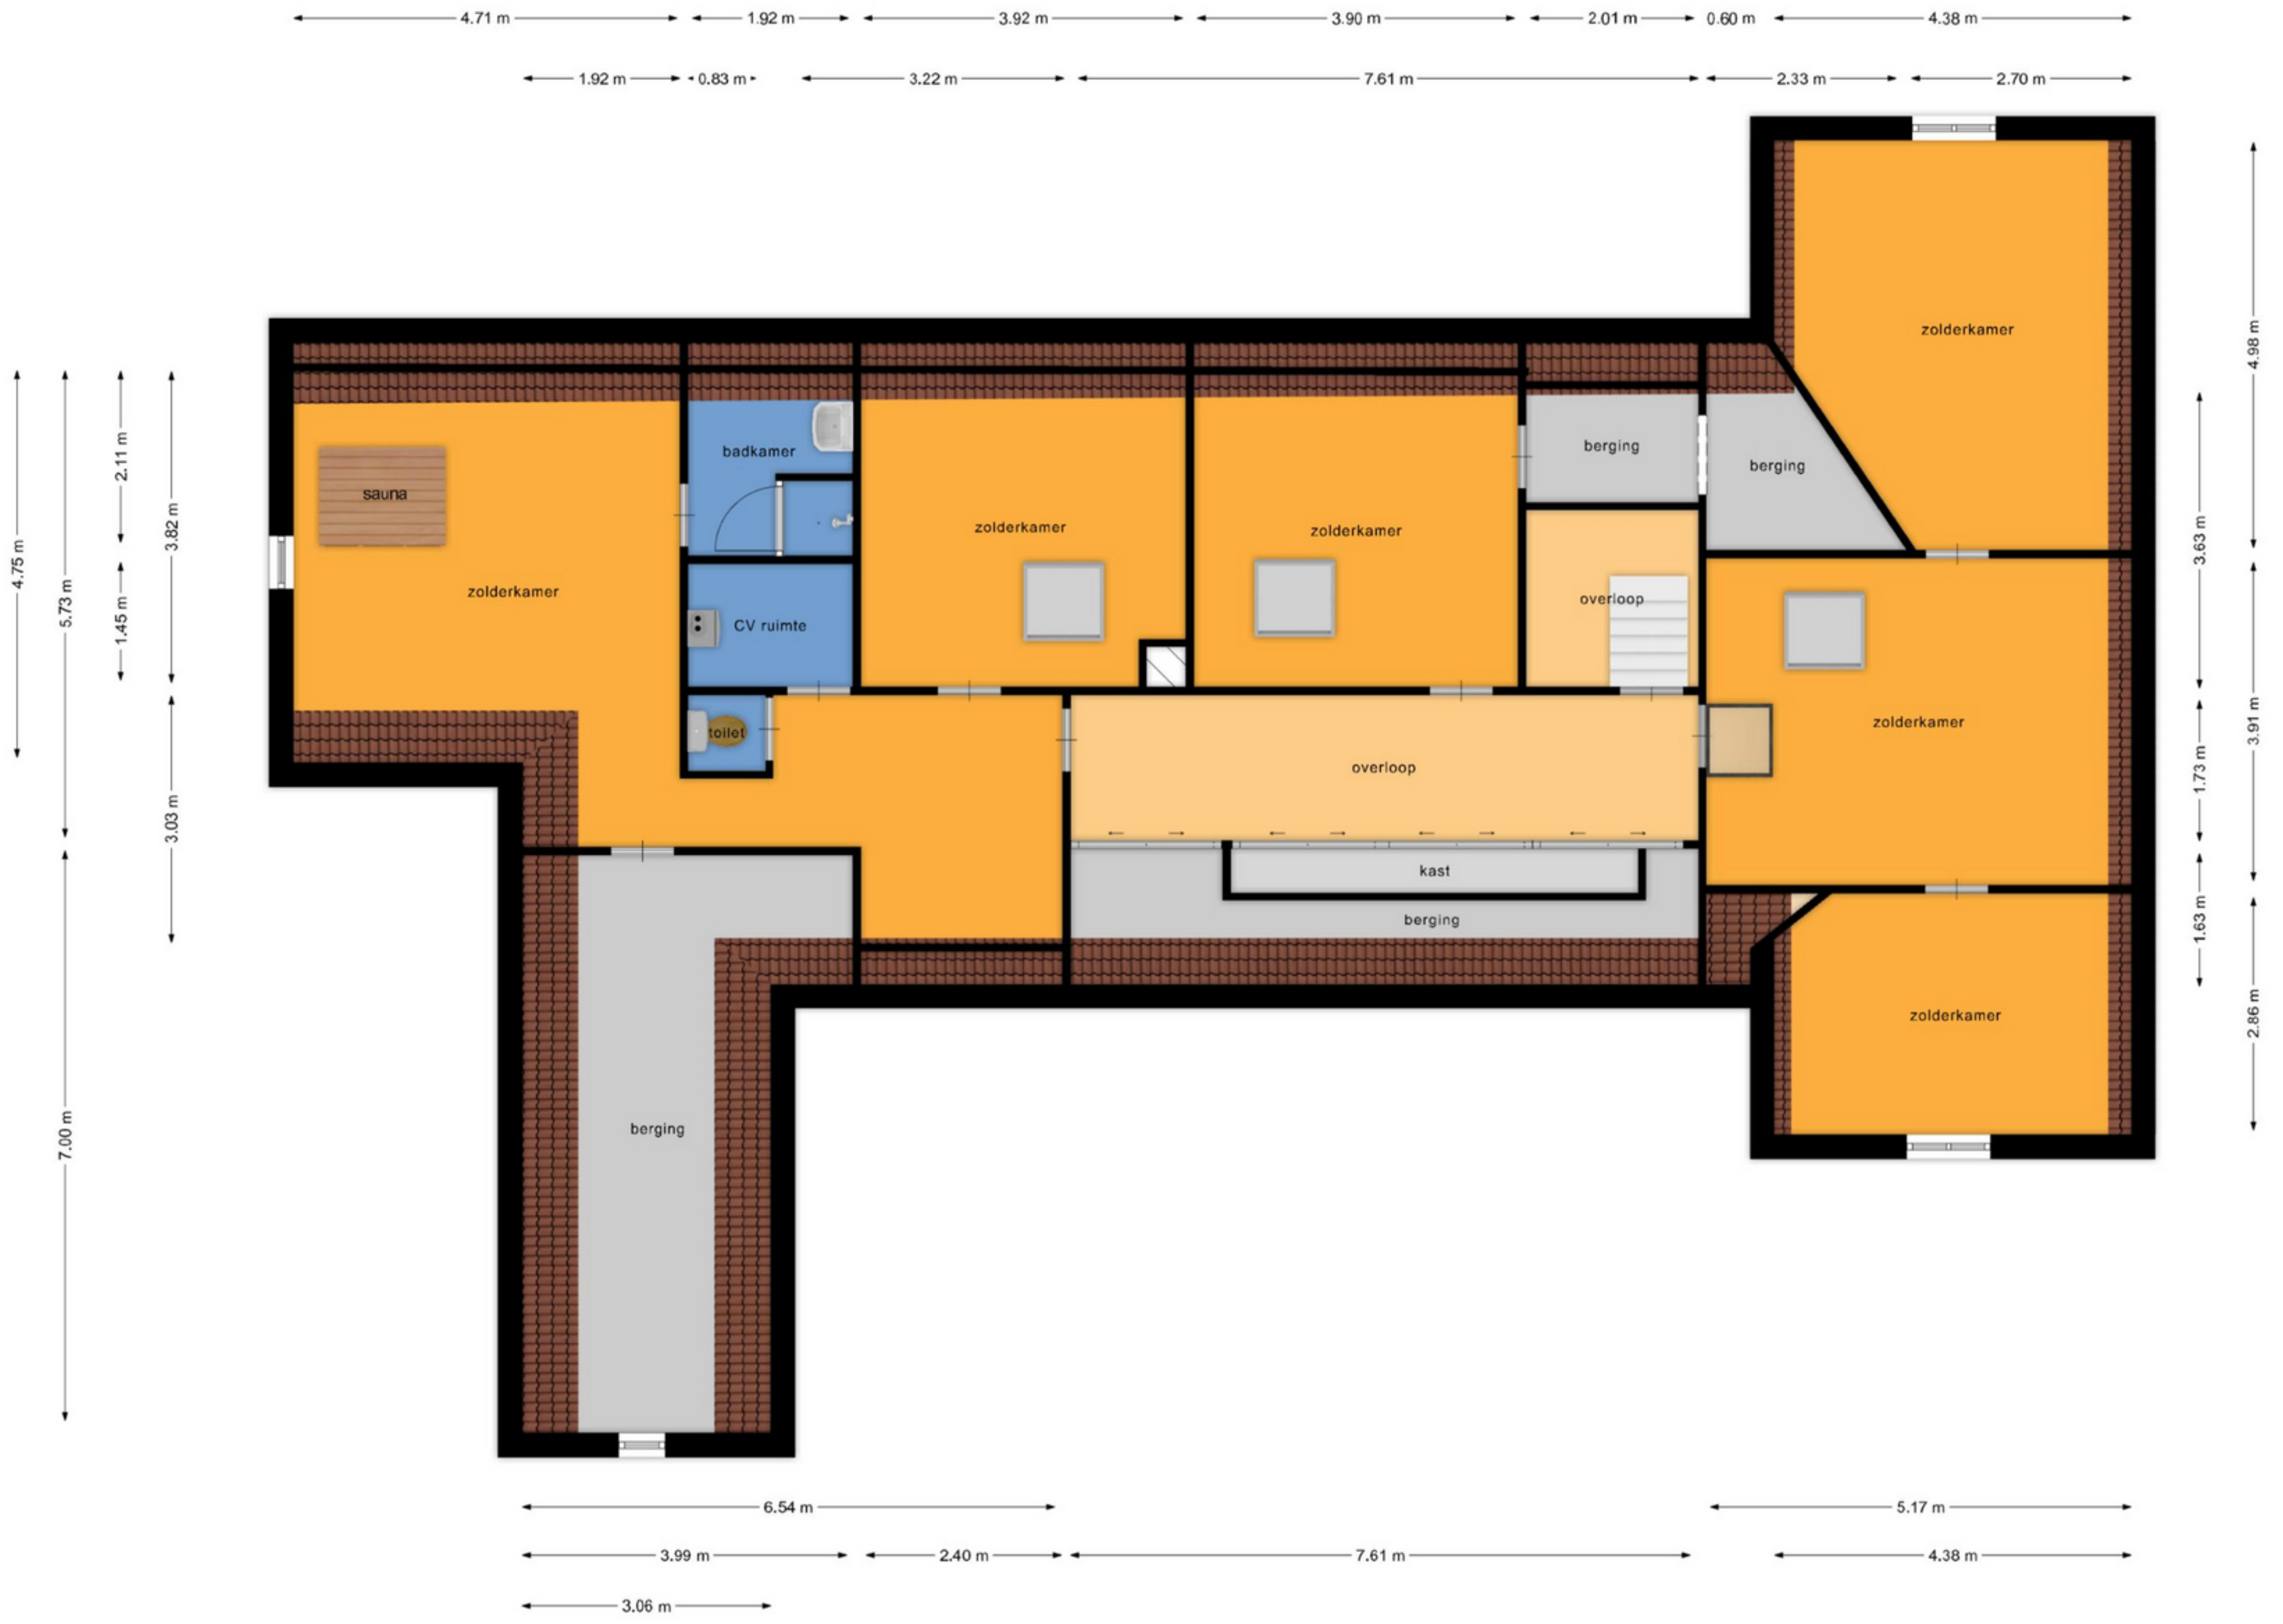 4.71 m 1.92 m 3.92 m 3.90 m 2.01 m 0.60 m 4.38 m
1.92 m 0.83 m 3.22 m 7.61 m 2.33 m 2.70 m
4.75 m
5.73 m
2.11 m
1.45 m
3.82 m
3.03 m
7.00 m
sauna
zolderkamer
badkamer
CV ruimte
toilet
zolderkamer
zolderkamer
berging
berging
overloop
zolderkamer
zolderkamer
overloop
kast
berging
zolderkamer
berging
4.98 m
3.63 m
3.91 m
1.73 m
1.63 m
2.86 m
6.54 m 5.17 m
3.99 m 2.40 m 7.61 m 4.38 m
3.06 m